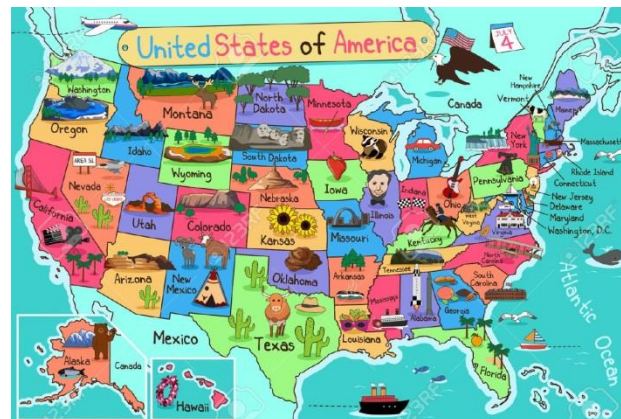 United States of America
JULY
4
Washington
Montana
North
Dakota
Minnesota
Canada
New
Hampshire
Vermont
Maine
Oregon
Idaho
Wyoming
South Dakota
Wisconsin
Michigan
New
York
Massachusetts
Rhode Island
Connecticut
New Jersey
Delaware
Maryland
Washington, D.C.
AREA 51
Nevada
Utah
Colorado
Nebraska
Iowa
Illinois
Indiana
Ohio
Pennsylvania
West
Virginia
Virginia
California
Kansas
Missouri
Kentucky
North Carolina
Tennessee
South
Carolina
Arizona
New
Mexico
Oklahoma
Arkansas
Mississippi
Alabama
Georgia
Texas
Louisiana
Florida
Mexico
Atlantic Ocean
Alaska
Canada
Hawaii